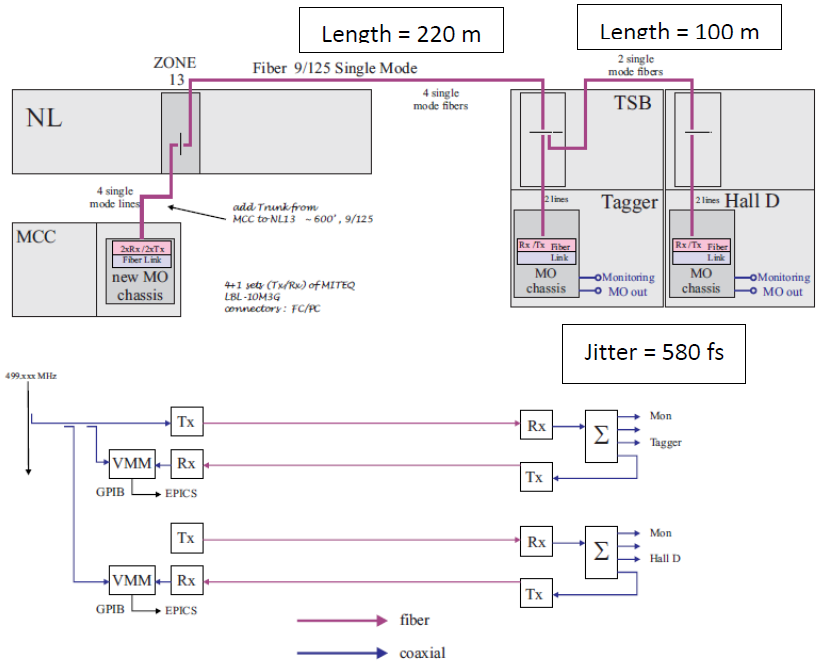 Length = 220 m
Length = 100 m
ZONE
13
Fiber 9/125 Single Mode
2 single
mode fibers
4 single
mode fibers
NL
TSB
4 single
mode lines
add Trunk from
MCC to NL13 ~ 600', 9/125
2 lines
Tagger
2 lines
Hall D
MCC
2xRx/2xTx
Fiber Link
new MO
chassis
4+1 sets (Tx/Rx) of MITEQ
LBL-10M3G
connectors: FC/PC
Rx /Tx Fiber
Link
MO
chassis
Monitoring
MO out
Rx /Tx Fiber
Link
MO
chassis
Monitoring
MO out
Jitter = 580 fs
499.xxx MHz
Tx
Rx
Σ
Mon
Tagger
VMM
Rx
Tx
GPIB
EPICS
Tx
Rx
Σ
Mon
Hall D
VMM
Rx
Tx
GPIB
EPICS
fiber
coaxial